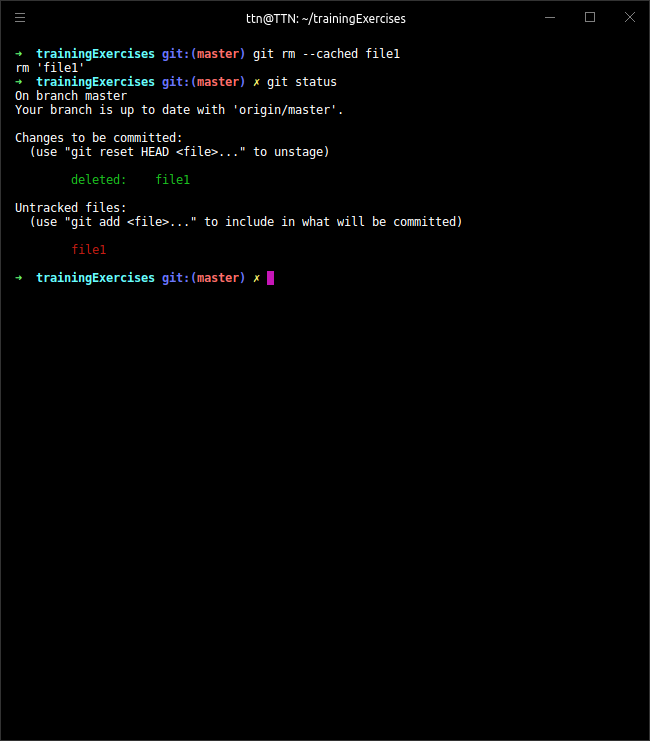 ttn@TTN: ~/trainingExercises
➜  trainingExercises git:(master) git rm --cached file1
rm 'file1'
➜  trainingExercises git:(master) ✗ git status
On branch master
Your branch is up to date with 'origin/master'.
Changes to be committed:
  (use "git reset HEAD <file>..." to unstage)
        deleted:    file1
Untracked files:
  (use "git add <file>..." to include in what will be committed)
        file1
➜  trainingExercises git:(master) ✗